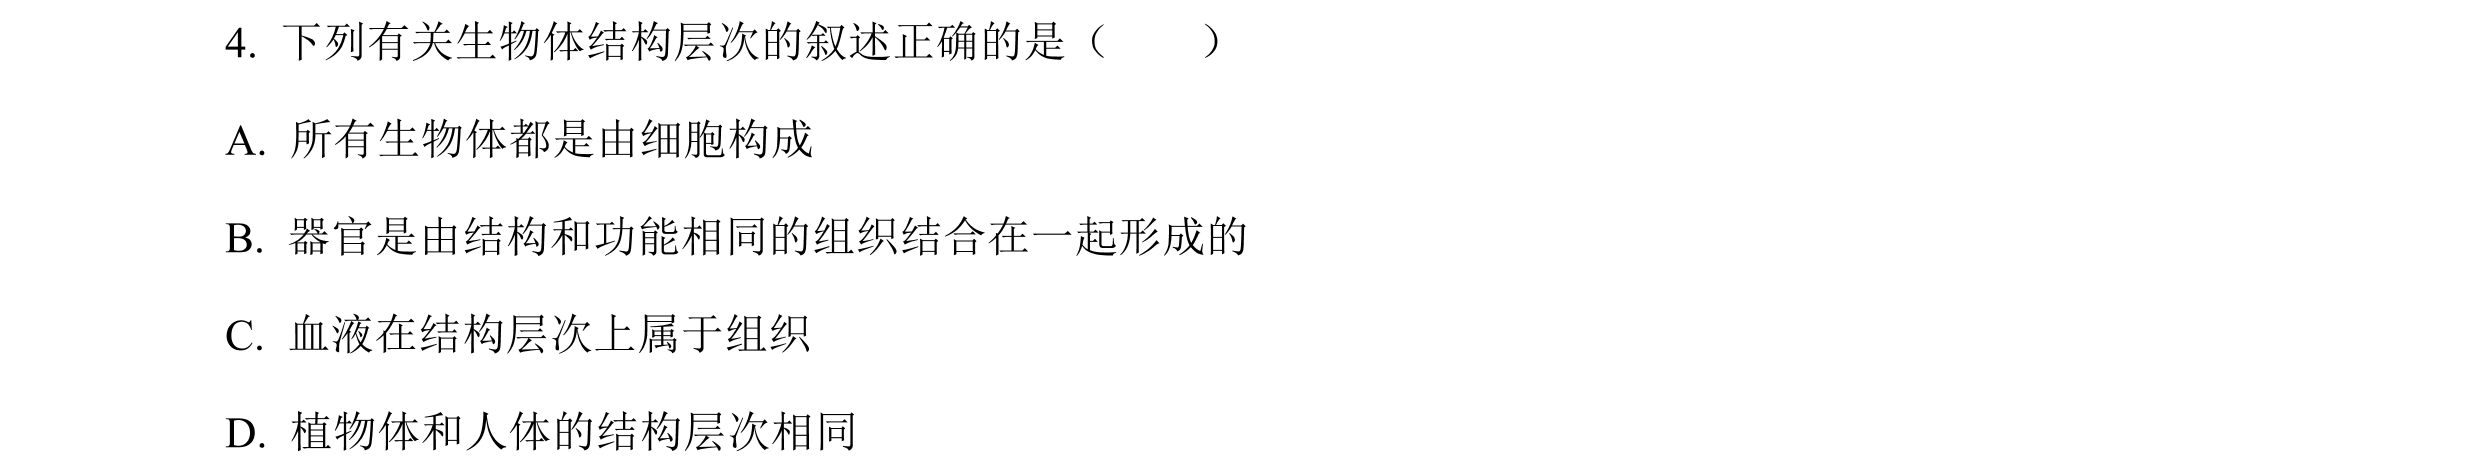 4. 下列有关生物体结构层次的叙述正确的是（　　）
A. 所有生物体都是由细胞构成
B. 器官是由结构和功能相同的组织结合在一起形成的
C. 血液在结构层次上属于组织
D. 植物体和人体的结构层次相同